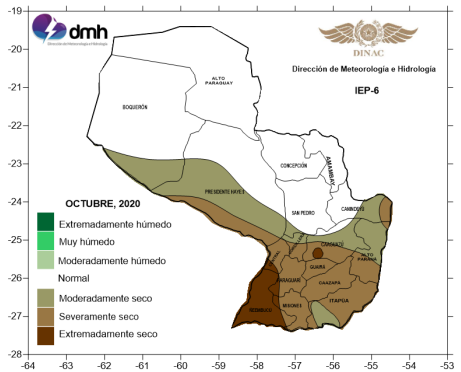 dmh
Dirección de Meteorología e Hidrología
DINAC
Dirección de Meteorología e Hidrología
IEP-6
-19
-20
-21
-22
-23
-24
-25
-26
-27
-28
ALTO
PARAGUAY
BOQUERÓN
CONCEPCIÓN
AMAMBAY
PRESIDENTE HAYES
SAN PEDRO
CANINDEYÚ
CAAGUAZÚ
ALTO
PARANÁ
GUAIRÁ
PARAGUARÍ
CAAZAPÁ
MISIONES
ITAPÚA
ÑEEMBUCÚ
OCTUBRE, 2020
Extremadamente húmedo
Muy húmedo
Moderadamente húmedo
Normal
Moderadamente seco
Severamente seco
Extremadamente seco
-64 -63 -62 -61 -60 -59 -58 -57 -56 -55 -54 -53